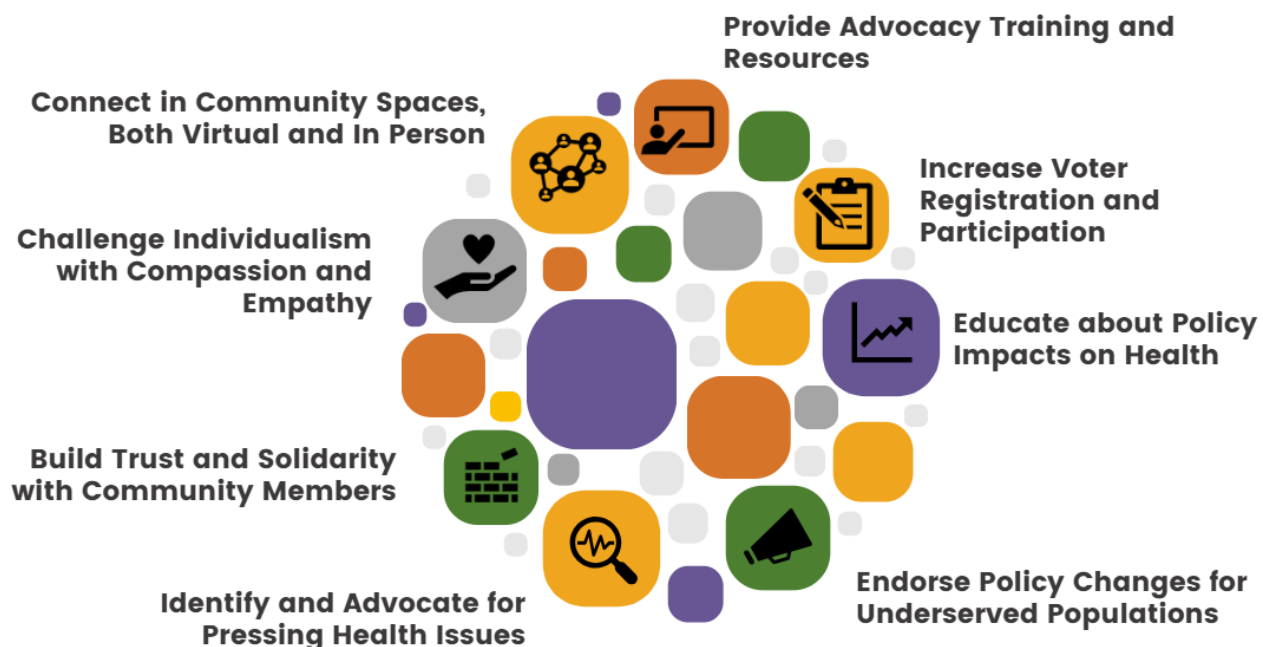 Provide Advocacy Training and
Resources
Connect in Community Spaces,
Both Virtual and In Person
Increase Voter
Registration and
Participation
Challenge Individualism
with Compassion and
Empathy
Educate about Policy
Impacts on Health
Build Trust and Solidarity
with Community Members
Identify and Advocate for
Pressing Health Issues
Endorse Policy Changes for
Underserved Populations